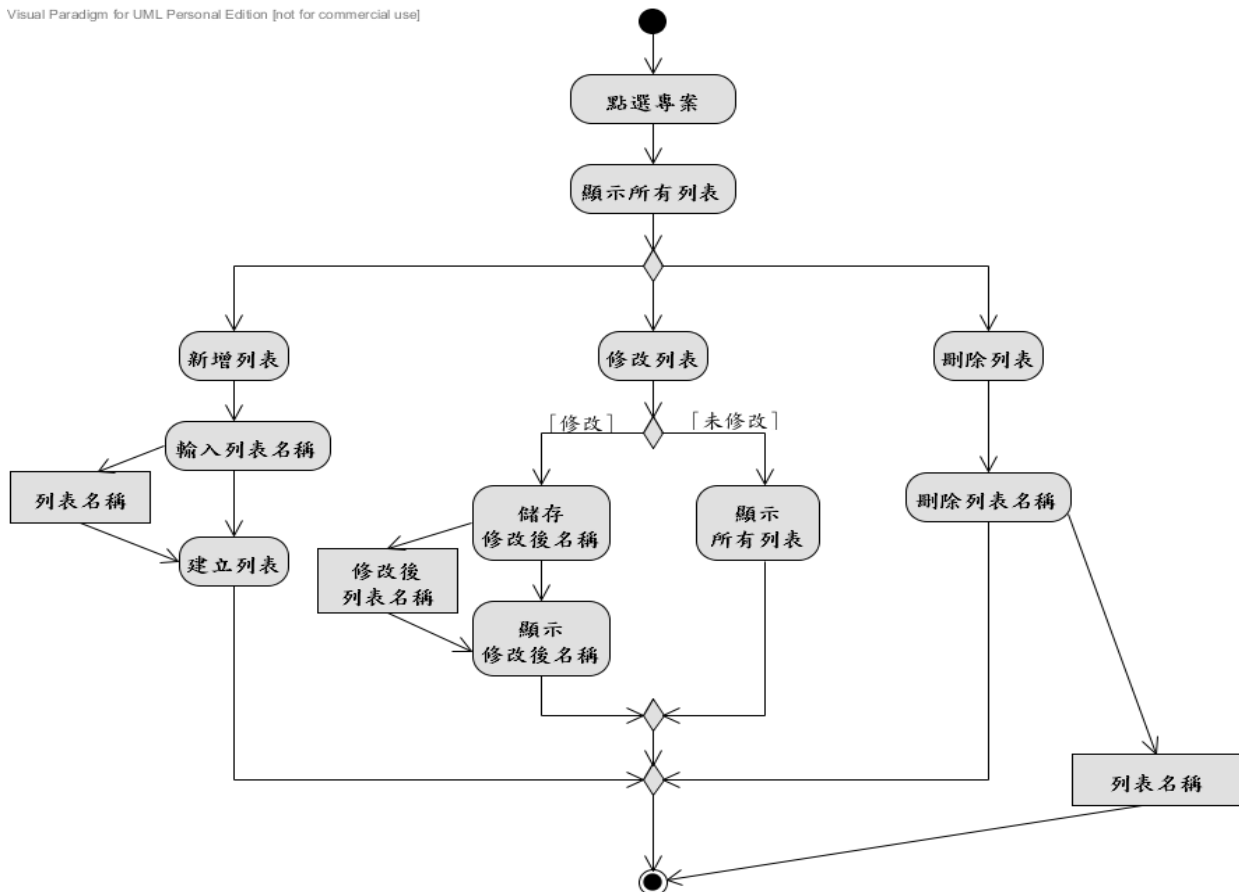 Visual Paradigm for UML Personal Edition [not for commercial use]
點選專案
顯示所有列表
新增列表
修改列表
刪除列表
[修改]
[未修改]
輸入列表名稱
列表名稱
建立列表
儲存
修改後名稱
修改後
列表名稱
顯示
修改後名稱
顯示
所有列表
刪除列表名稱
列表名稱